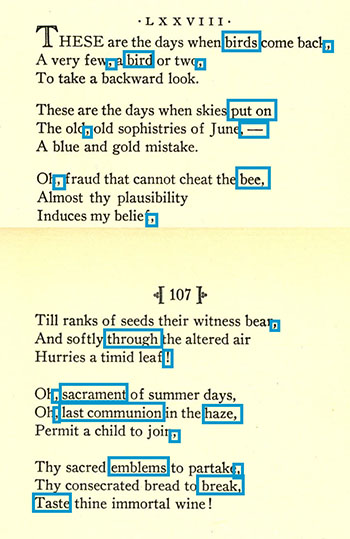 ·LXXVIII·
THESE are the days when birds come back,
A very few, a bird or two,
To take a backward look.
These are the days when skies put on
The old, old sophistries of June, —
A blue and gold mistake.
Oh, fraud that cannot cheat the bee,
Almost thy plausibility
Induces my belief,
[107]
Till ranks of seeds their witness bear,
And softly through the altered air
Hurries a timid leaf!
Oh, sacrament of summer days,
Oh, last communion in the haze,
Permit a child to join,
Thy sacred emblems to partake,
Thy consecrated bread to break,
Taste thine immortal wine!